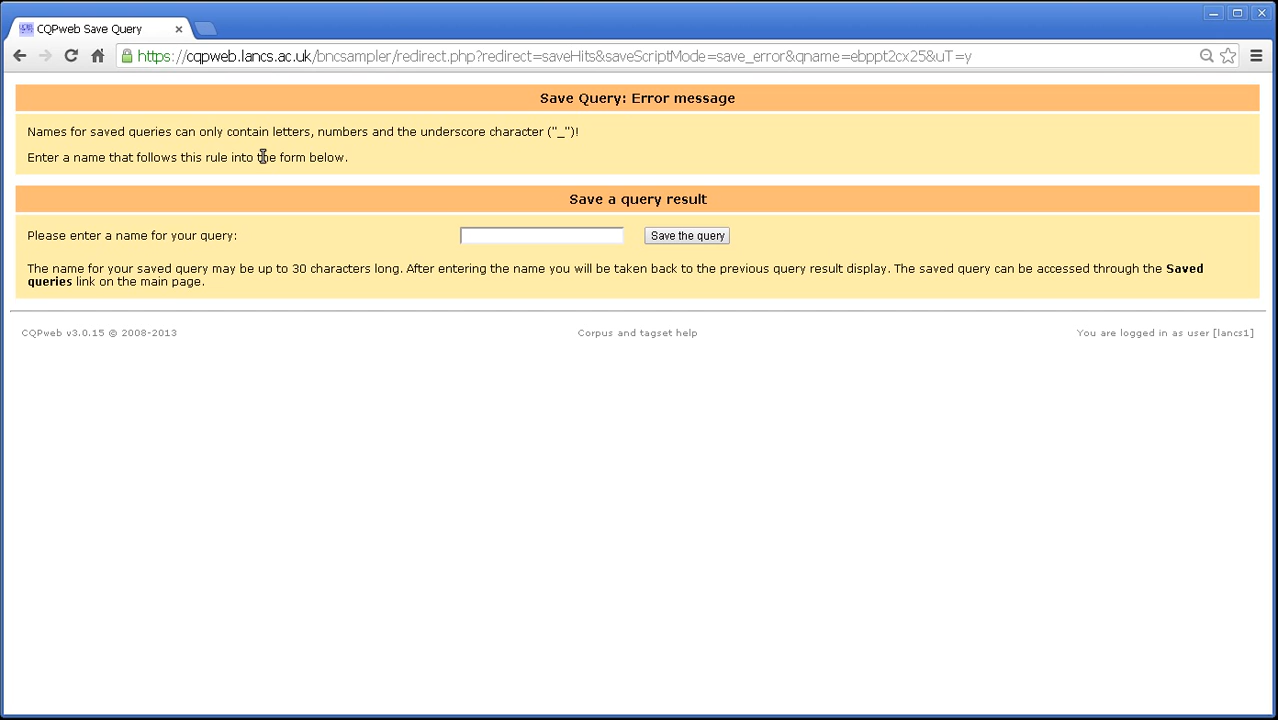 CQPweb Save Query
https://cqpweb.lancs.ac.uk/bncsampler/redirect.php?redirect=saveHits&saveScriptMode=save_error&qname=ebppt2cx25&uT=y
Save Query: Error message
Names for saved queries can only contain letters, numbers and the underscore character ("_")!
Enter a name that follows this rule into the form below.
Save a query result
Please enter a name for your query:
Save the query
The name for your saved query may be up to 30 characters long. After entering the name you will be taken back to the previous query result display. The saved query can be accessed through the Saved
queries link on the main page.
CQPweb v3.0.15 © 2008-2013
Corpus and tagset help
You are logged in as user [lancs1]